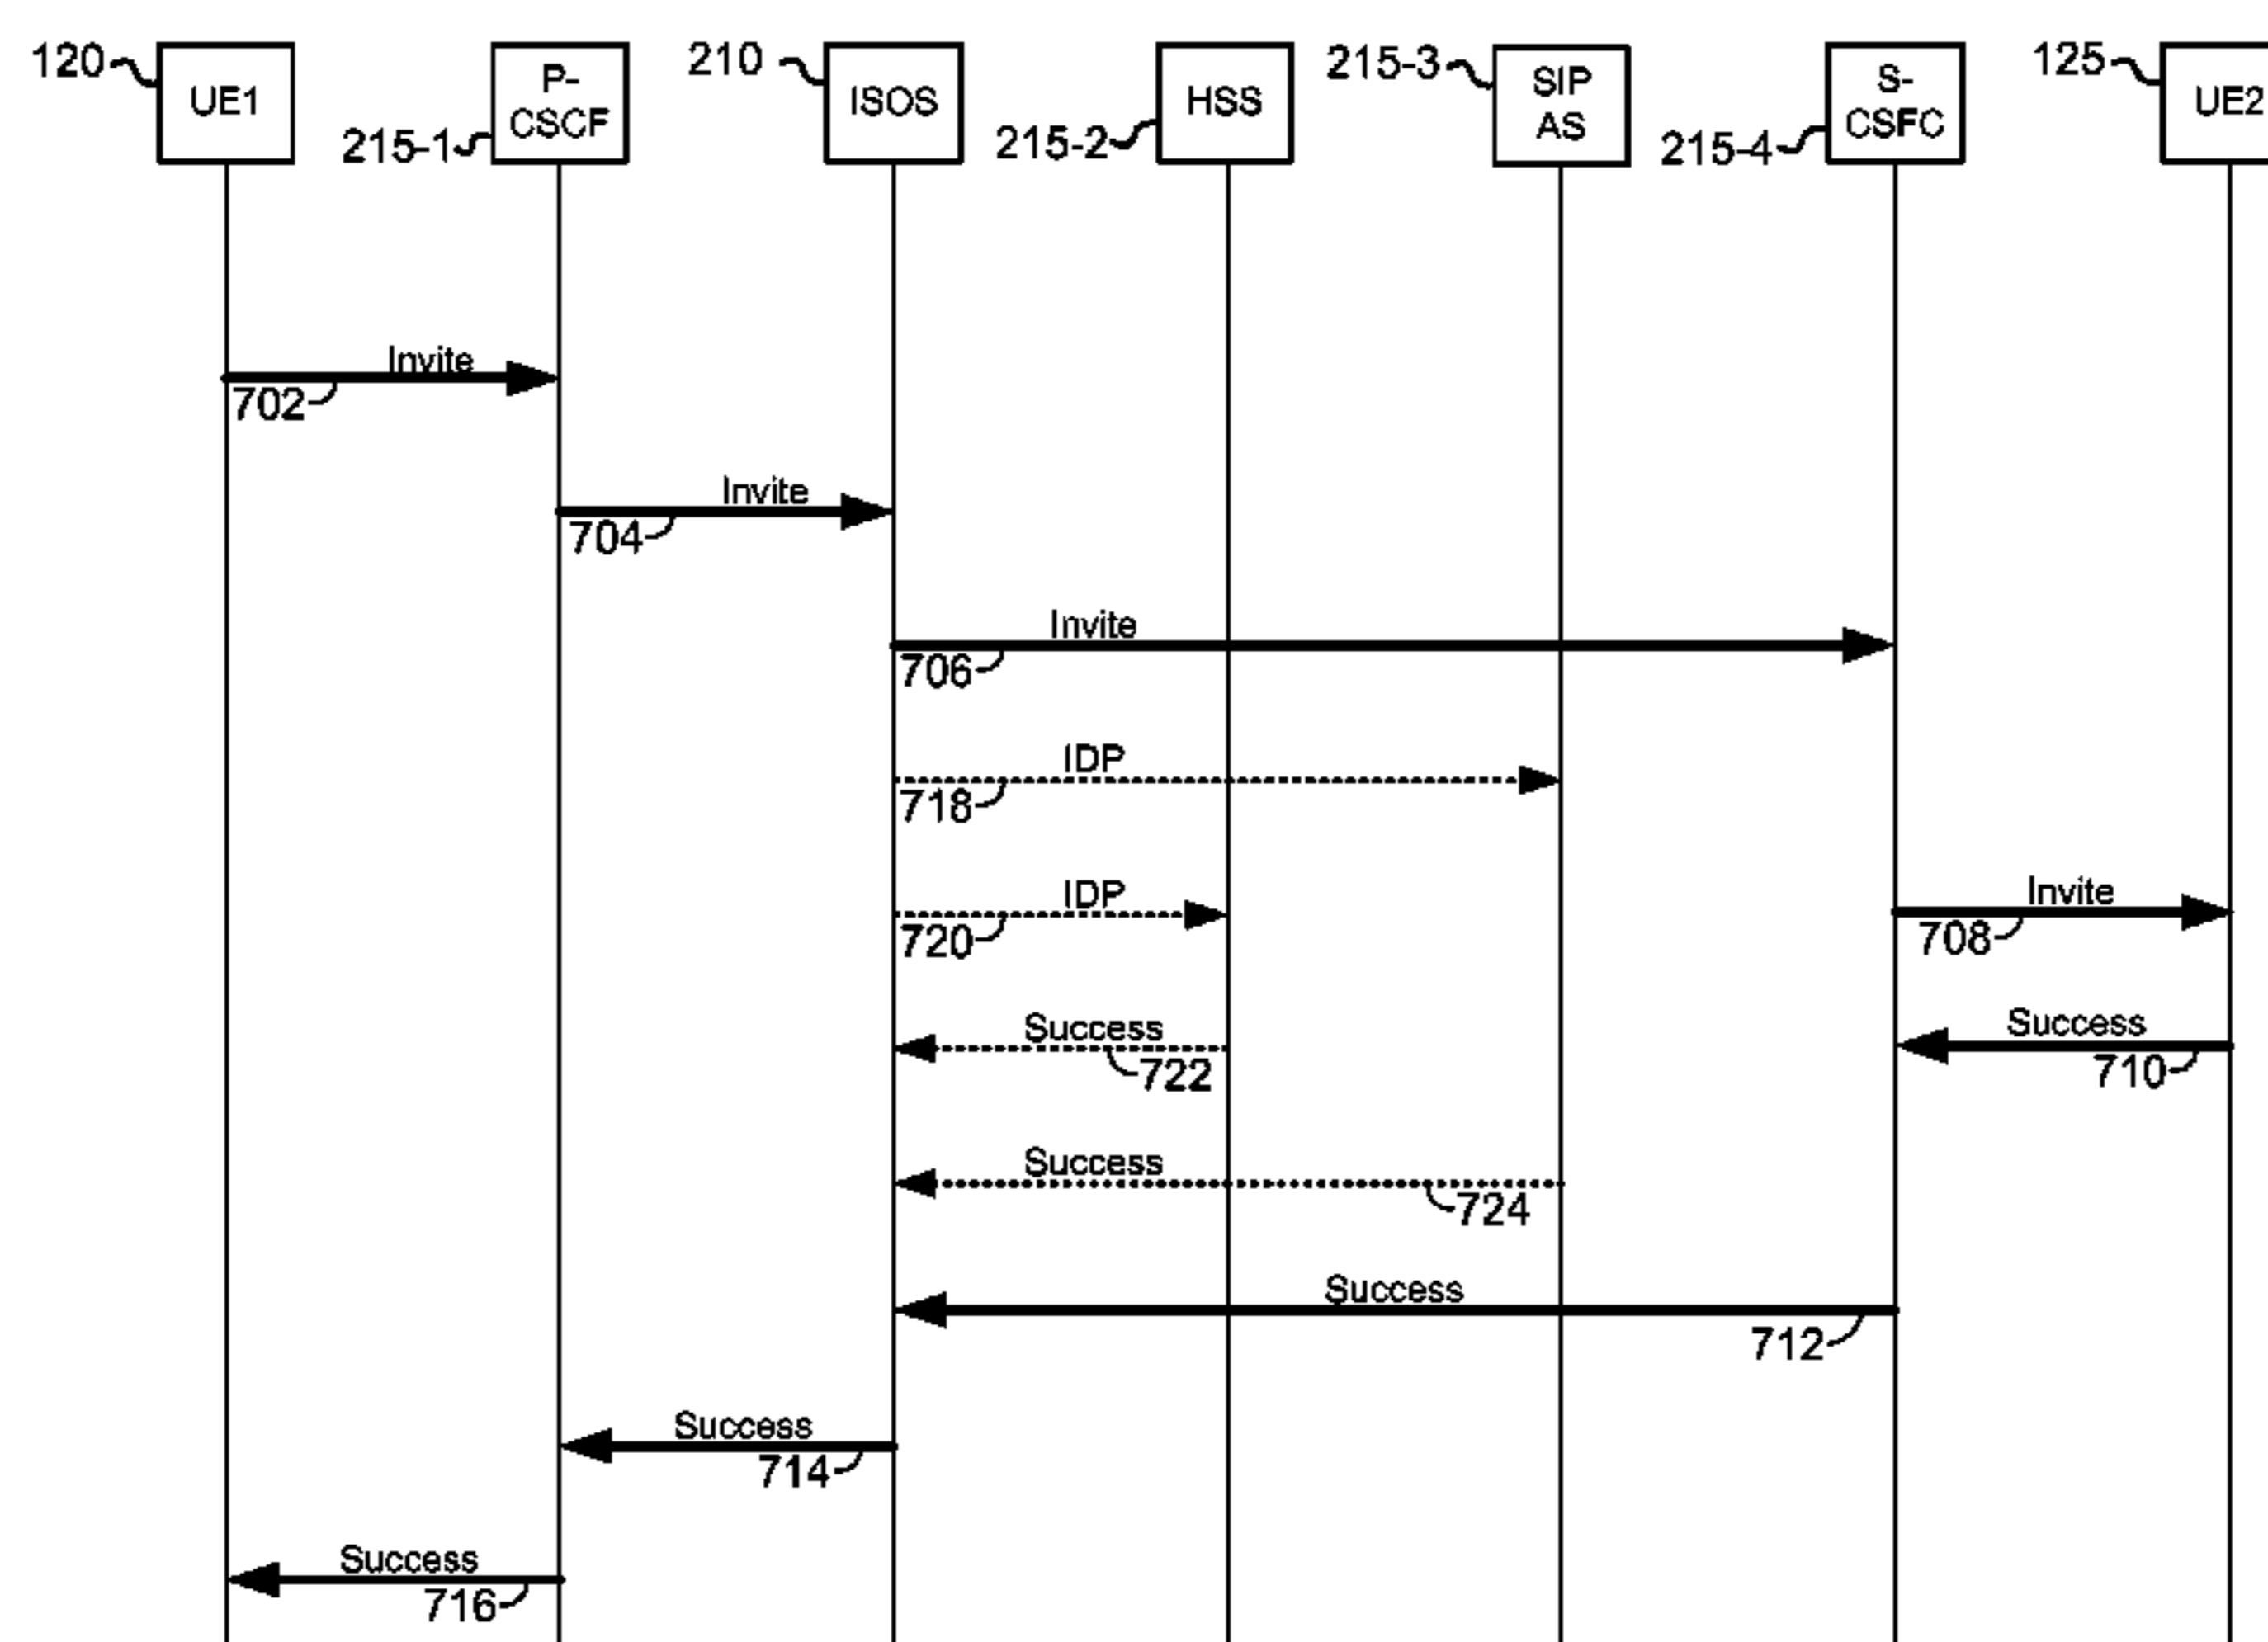 120
UE1
215-1
P-
CSCF
210
ISOS
215-2
HSS
215-3
SIP
AS
215-4
S-
CSFC
125
UE2
Invite
702
Invite
704
Invite
706
IDP
718
IDP
720
Invite
708
Success
722
Success
710
Success
724
Success
712
Success
714
Success
716